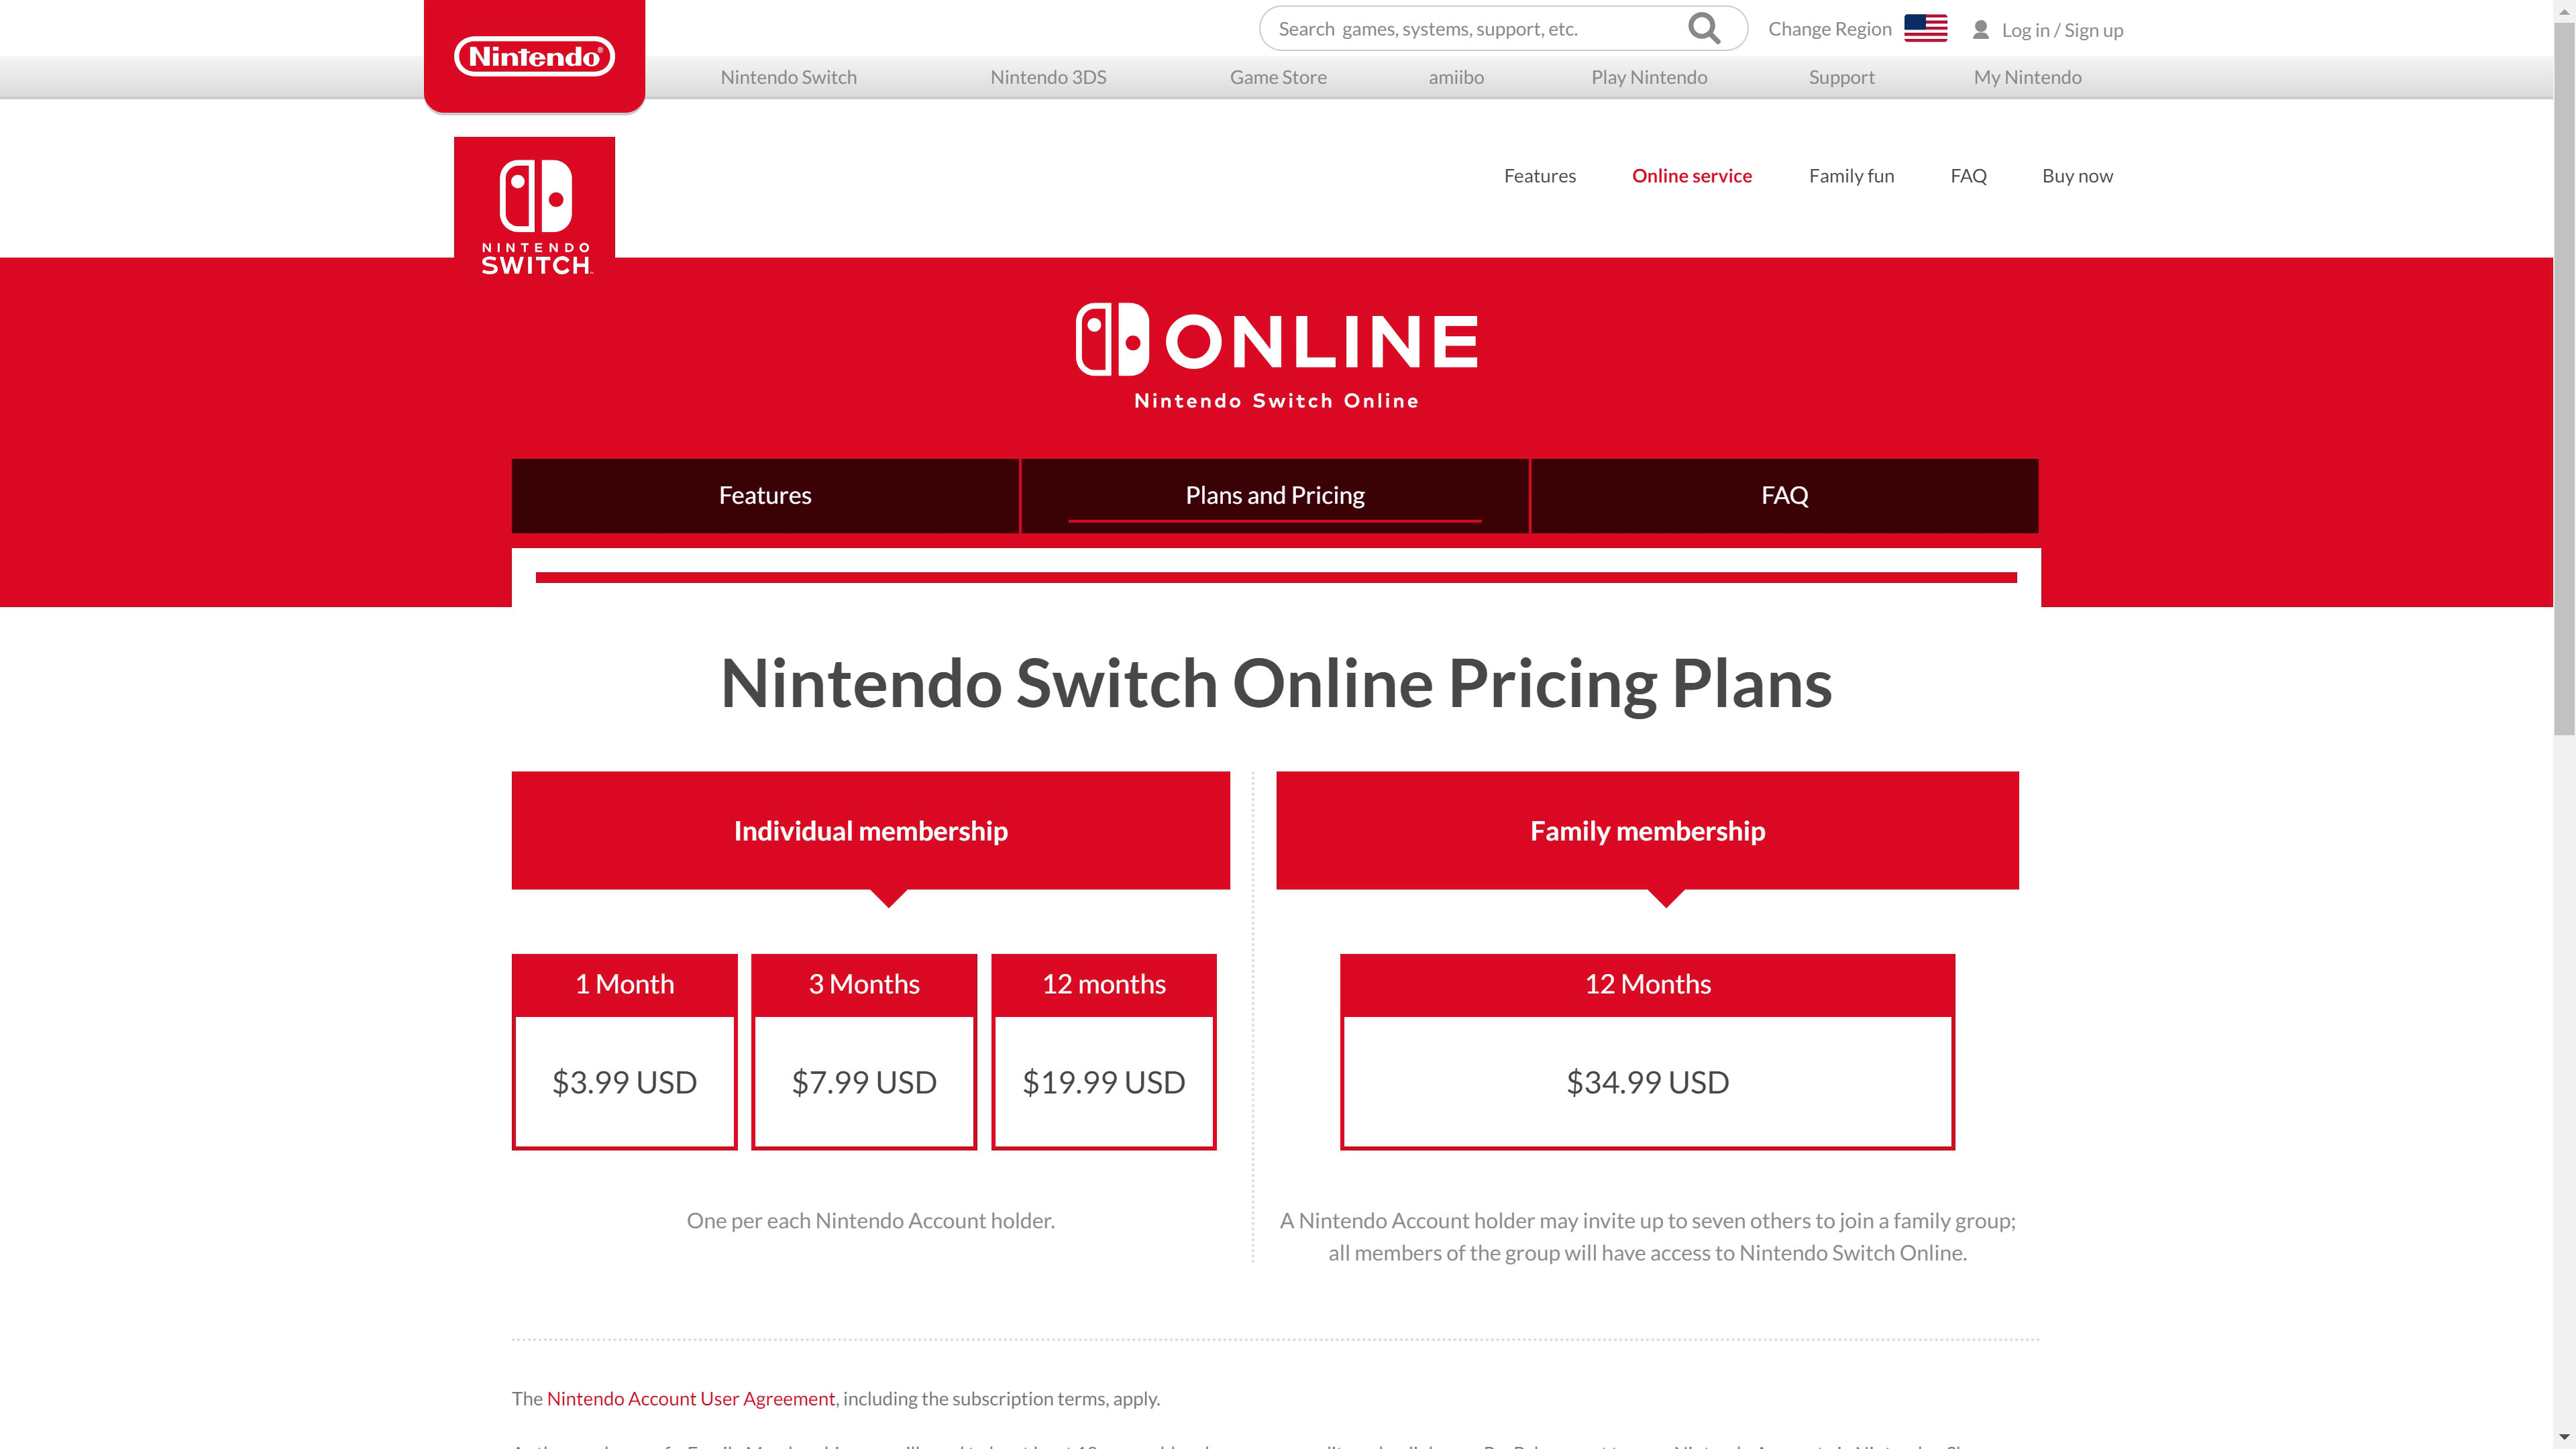 Nintendo®
Search games, systems, support, etc.
Change Region
Log in / Sign up
Nintendo Switch
Nintendo 3DS
Game Store
amiibo
Play Nintendo
Support
My Nintendo
NINTENDO
SWITCH™
Features
Online service
Family fun
FAQ
Buy now
ONLINE
Nintendo Switch Online
Features
Plans and Pricing
FAQ
Nintendo Switch Online Pricing Plans
Individual membership
1 Month
$3.99 USD
3 Months
$7.99 USD
12 months
$19.99 USD
One per each Nintendo Account holder.
Family membership
12 Months
$34.99 USD
A Nintendo Account holder may invite up to seven others to join a family group;
all members of the group will have access to Nintendo Switch Online.
The Nintendo Account User Agreement, including the subscription terms, apply.